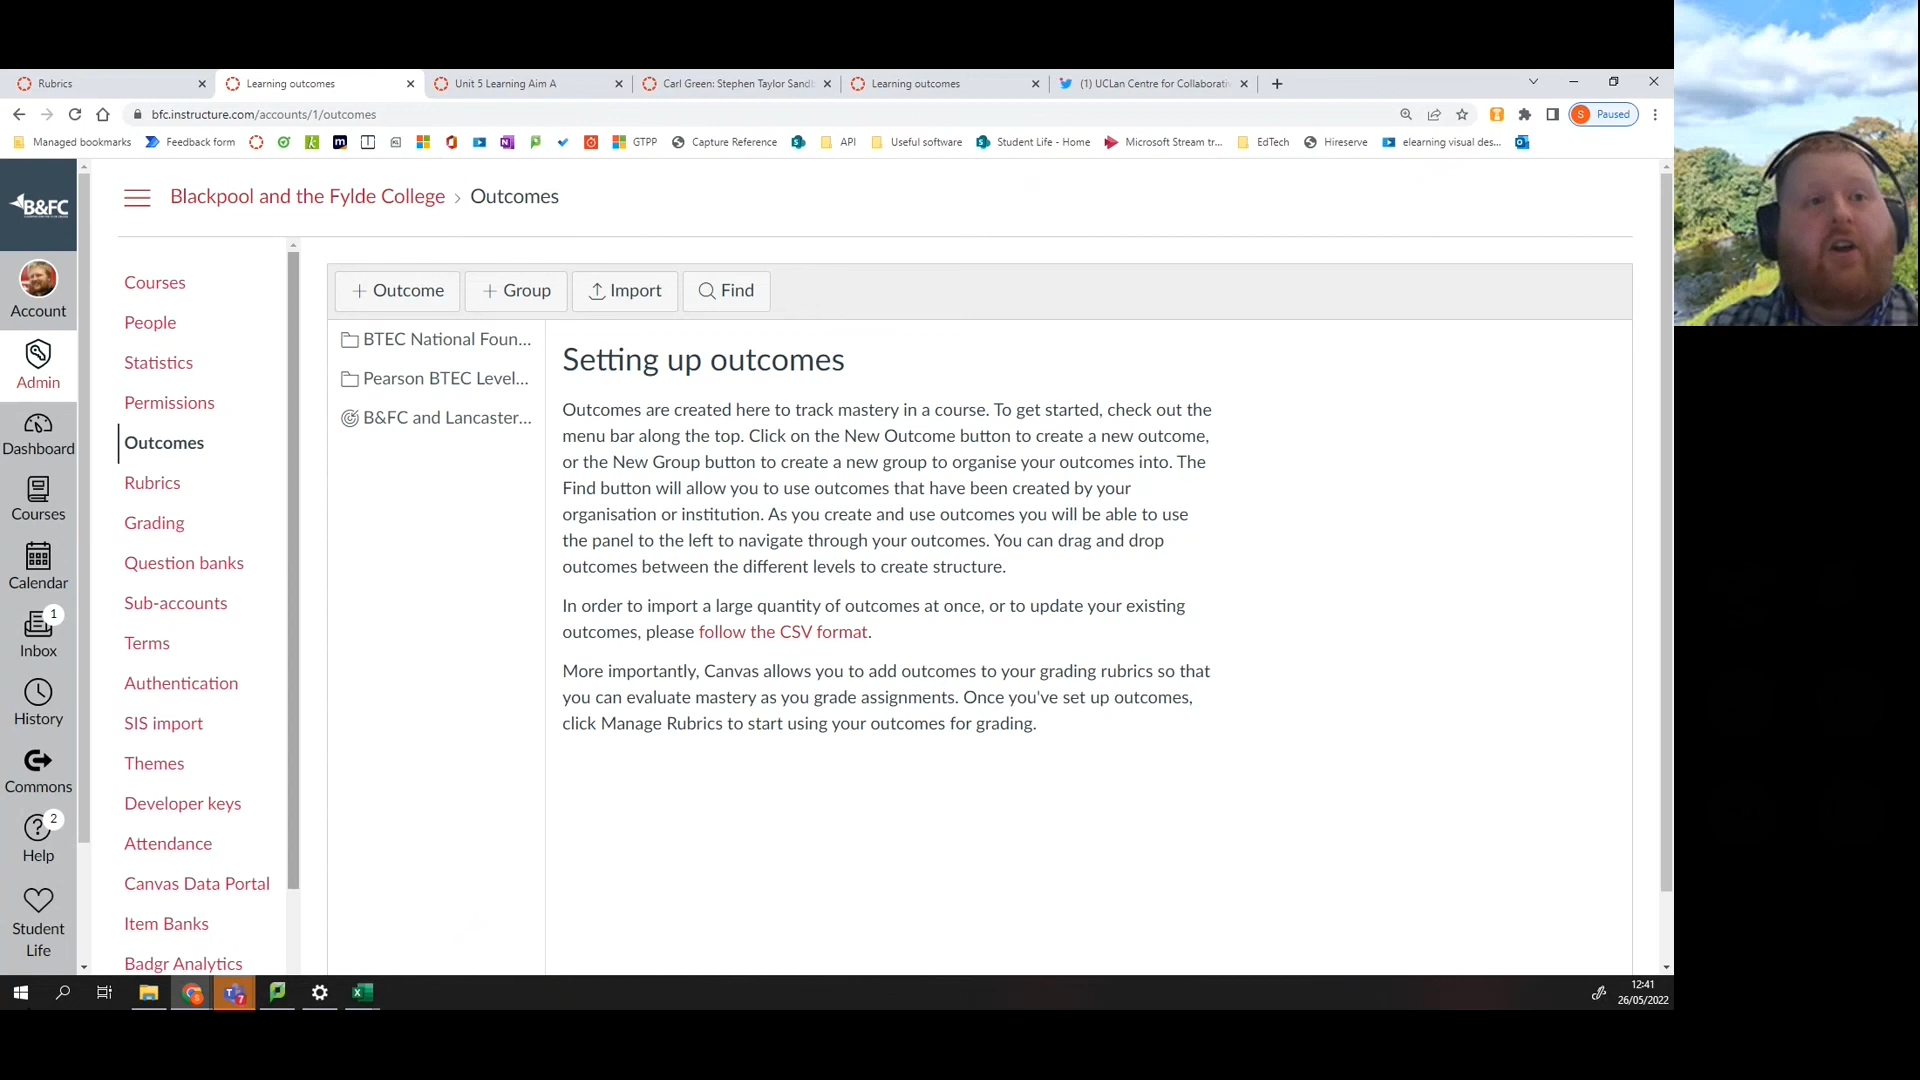 Rubrics
Learning outcomes
Unit 5 Learning Aim A
Carl Green: Stephen Taylor Sandb
Learning outcomes
(1) UCLan Centre for Collaborativ
bfc.instructure.com/accounts/1/outcomes
S Paused
Managed bookmarks
Feedback form
GTPP
Capture Reference
API
Useful software
Student Life - Home
Microsoft Stream tr...
EdTech
Hireserve
elearning visual des...
B&FC
Account
Admin
Dashboard
Courses
Calendar
1
Inbox
History
Commons
2
Help
Student
Life
Blackpool and the Fylde College › Outcomes
Courses
People
Statistics
Permissions
Outcomes
Rubrics
Grading
Question banks
Sub-accounts
Terms
Authentication
SIS import
Themes
Developer keys
Attendance
Canvas Data Portal
Item Banks
Badgr Analytics
+ Outcome
+ Group
Import
Find
BTEC National Foun...
Pearson BTEC Level...
B&FC and Lancaster...
Setting up outcomes
Outcomes are created here to track mastery in a course. To get started, check out the
menu bar along the top. Click on the New Outcome button to create a new outcome,
or the New Group button to create a new group to organise your outcomes into. The
Find button will allow you to use outcomes that have been created by your
organisation or institution. As you create and use outcomes you will be able to use
the panel to the left to navigate through your outcomes. You can drag and drop
outcomes between the different levels to create structure.
In order to import a large quantity of outcomes at once, or to update your existing
outcomes, please follow the CSV format.
More importantly, Canvas allows you to add outcomes to your grading rubrics so that
you can evaluate mastery as you grade assignments. Once you've set up outcomes,
click Manage Rubrics to start using your outcomes for grading.
12:41
26/05/2022